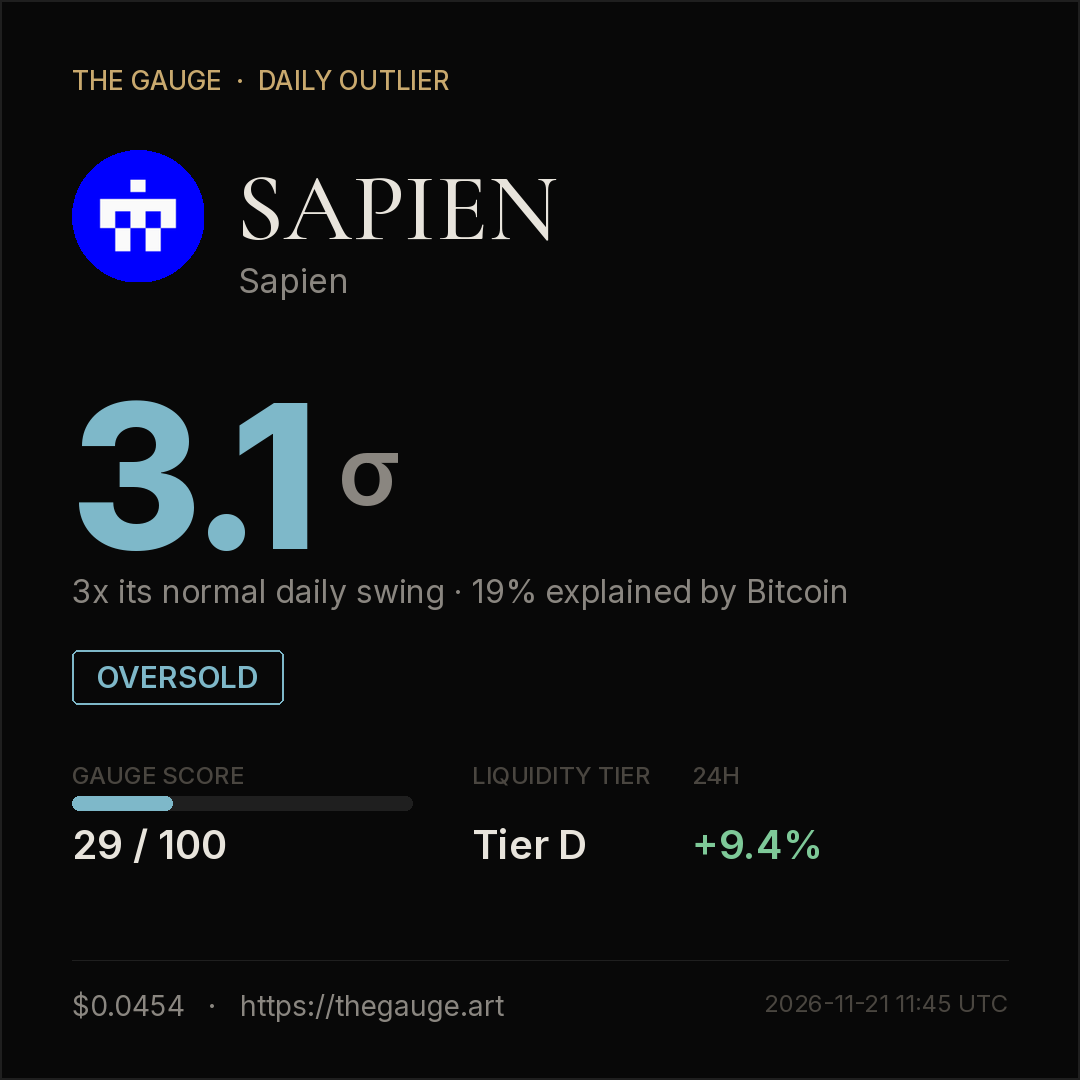 THE GAUGE · DAILY OUTLIER
SAPIEN
Sapien
3.1 σ
3x its normal daily swing · 19% explained by Bitcoin
OVERSOLD
GAUGE SCORE LIQUIDITY TIER 24H
29 / 100 Tier D +9.4%
$0.0454 · https://thegauge.art 2026-11-21 11:45 UTC